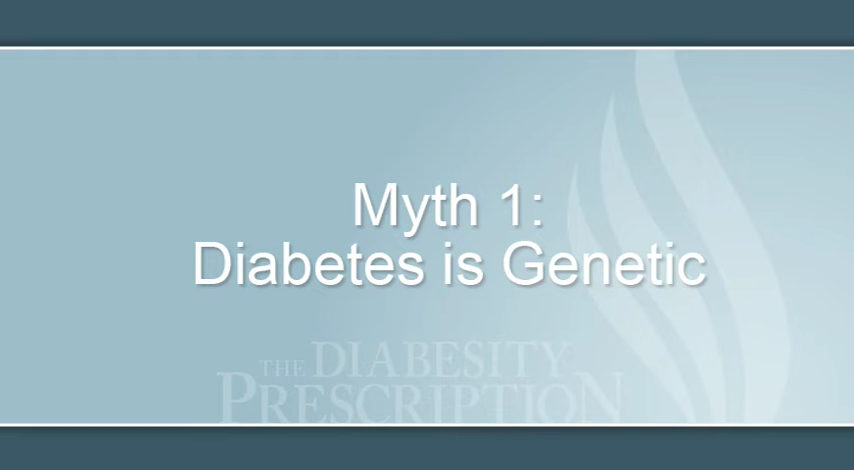 Myth 1:
Diabetes is Genetic
THE DIABESITY
PRESCRIPTION